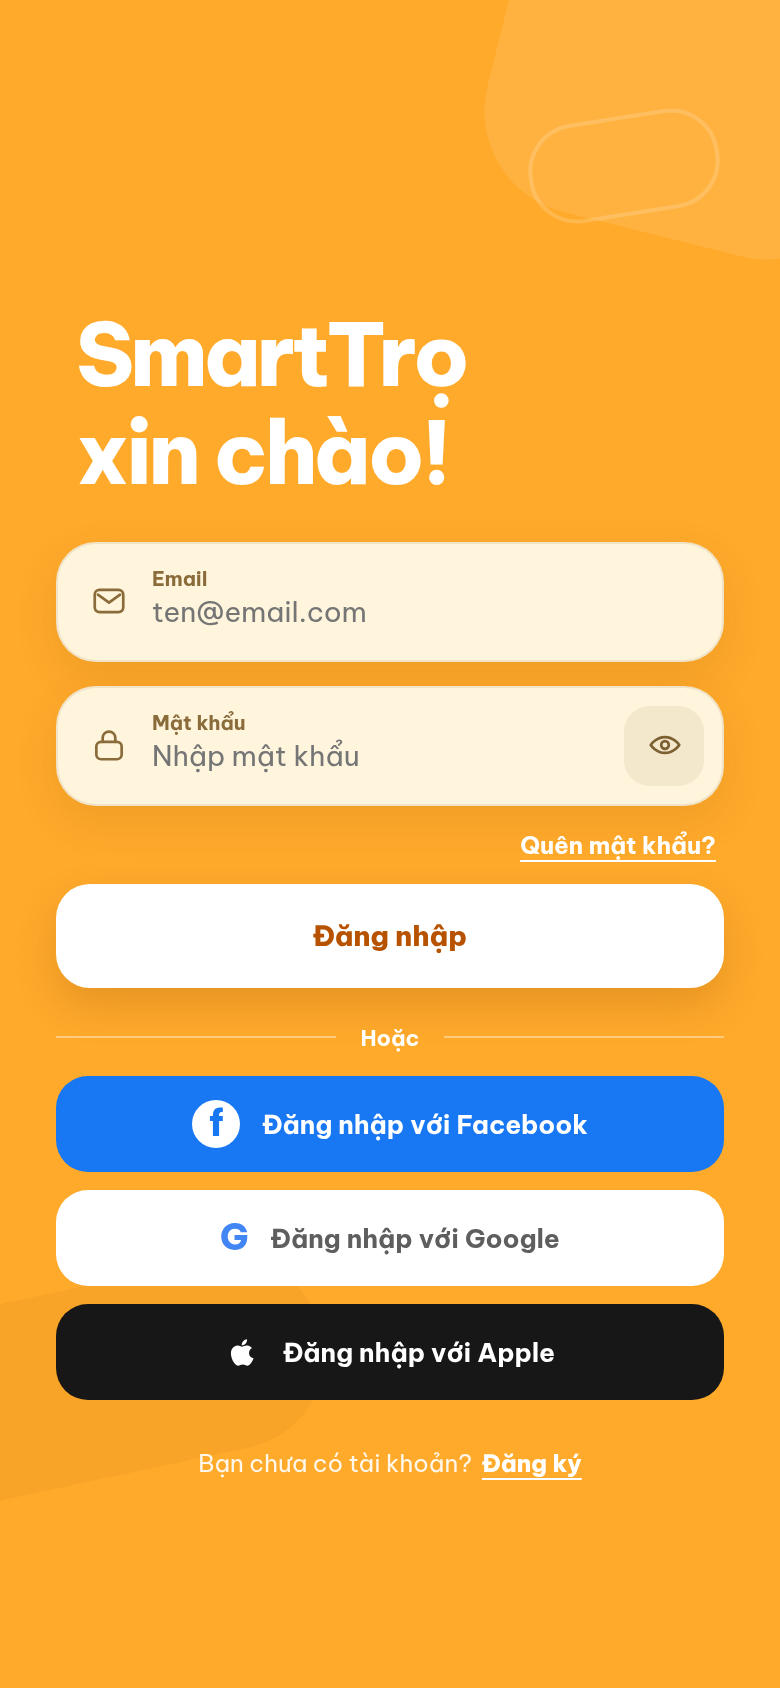 SmartTrọ
xin chào!
Email
ten@email.com
Mật khẩu
Nhập mật khẩu
Quên mật khẩu?
Đăng nhập
Hoặc
f Đăng nhập với Facebook
G Đăng nhập với Google
Đăng nhập với Apple
Bạn chưa có tài khoản? Đăng ký